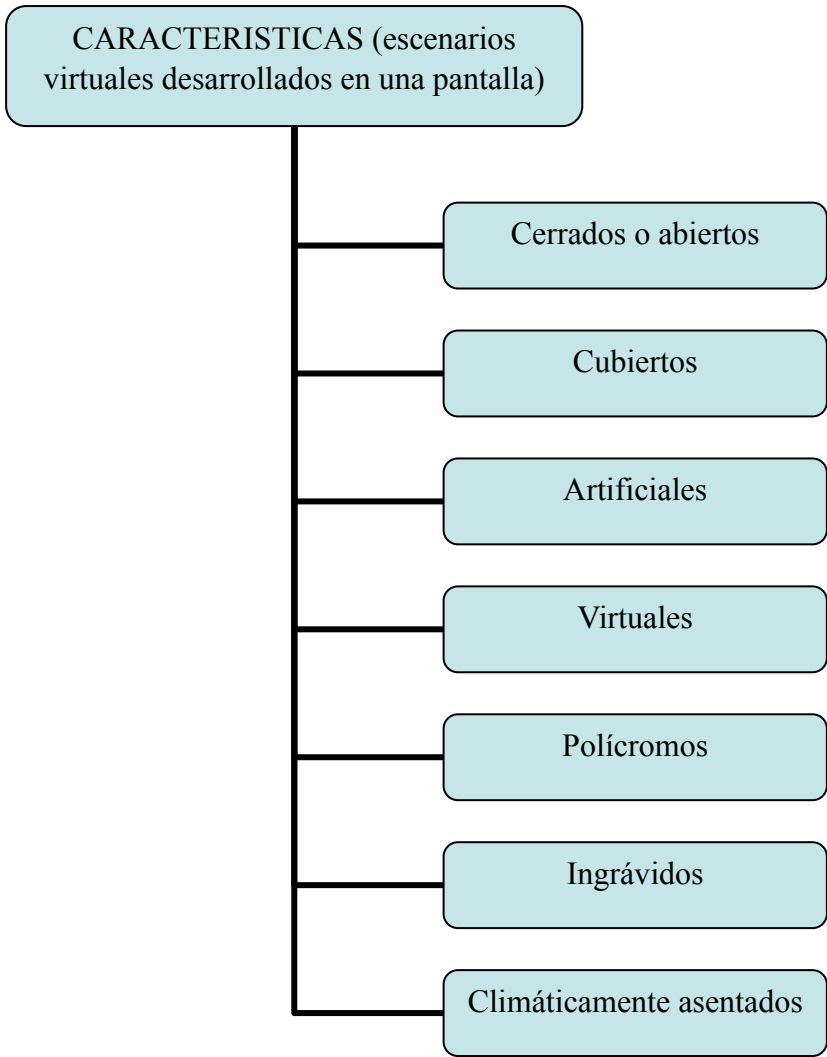 CARACTERISTICAS (escenarios
virtuales desarrollados en una pantalla)
Cerrados o abiertos
Cubiertos
Artificiales
Virtuales
Polícromos
Ingrávidos
Climáticamente asentados